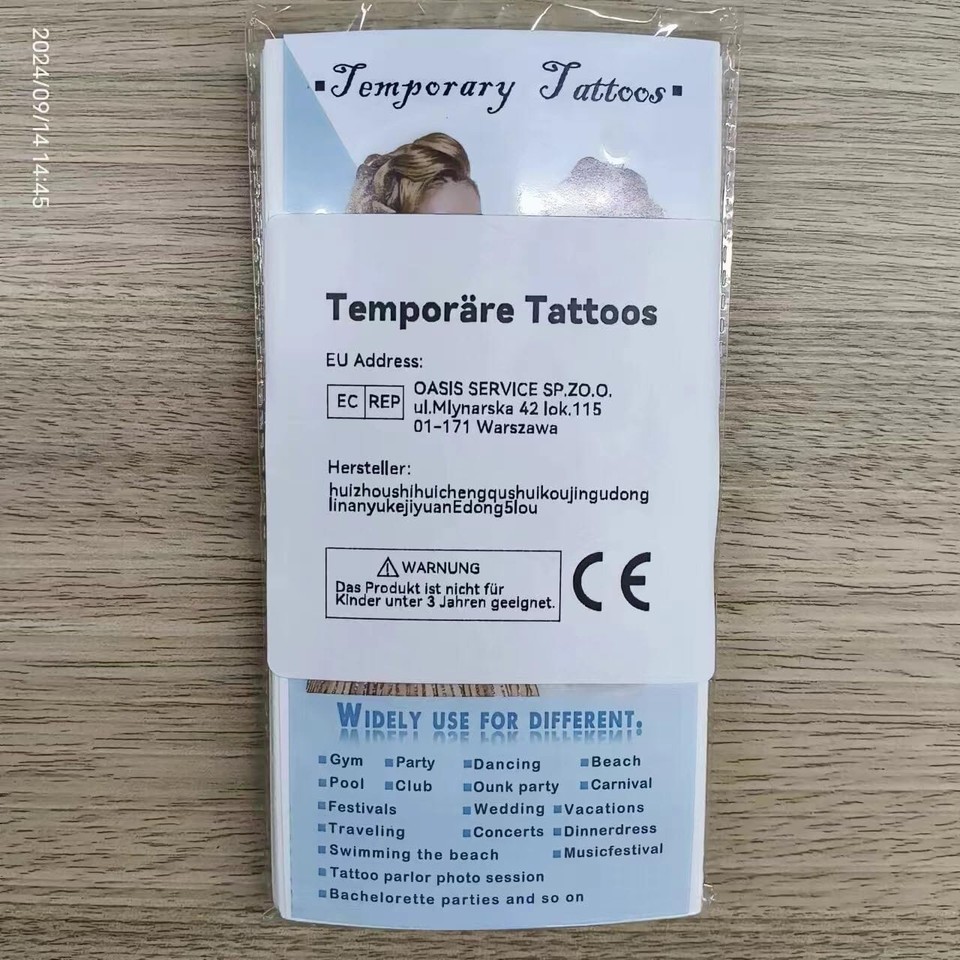 2024/09/14 14:45
Temporary Tattoos
Temporäre Tattoos
EU Address:
EC REP
OASIS SERVICE SP.ZO.O.
ul.Mlynarska 42 lok.115
01-171 Warszawa
Hersteller:
huizhoushihuichengqushuikoujingudong
linanyukejiyuanEdong5lou
WARNUNG
Das Produkt ist nicht für
Kinder unter 3 Jahren geeignet.
CE
WIDELY USE FOR DIFFERENT.
Gym Party Dancing Beach
Pool Club Ounk party Carnival
Festivals Wedding Vacations
Traveling Concerts Dinnerdress
Swimming the beach Musicfestival
Tattoo parlor photo session
Bachelorette parties and so on